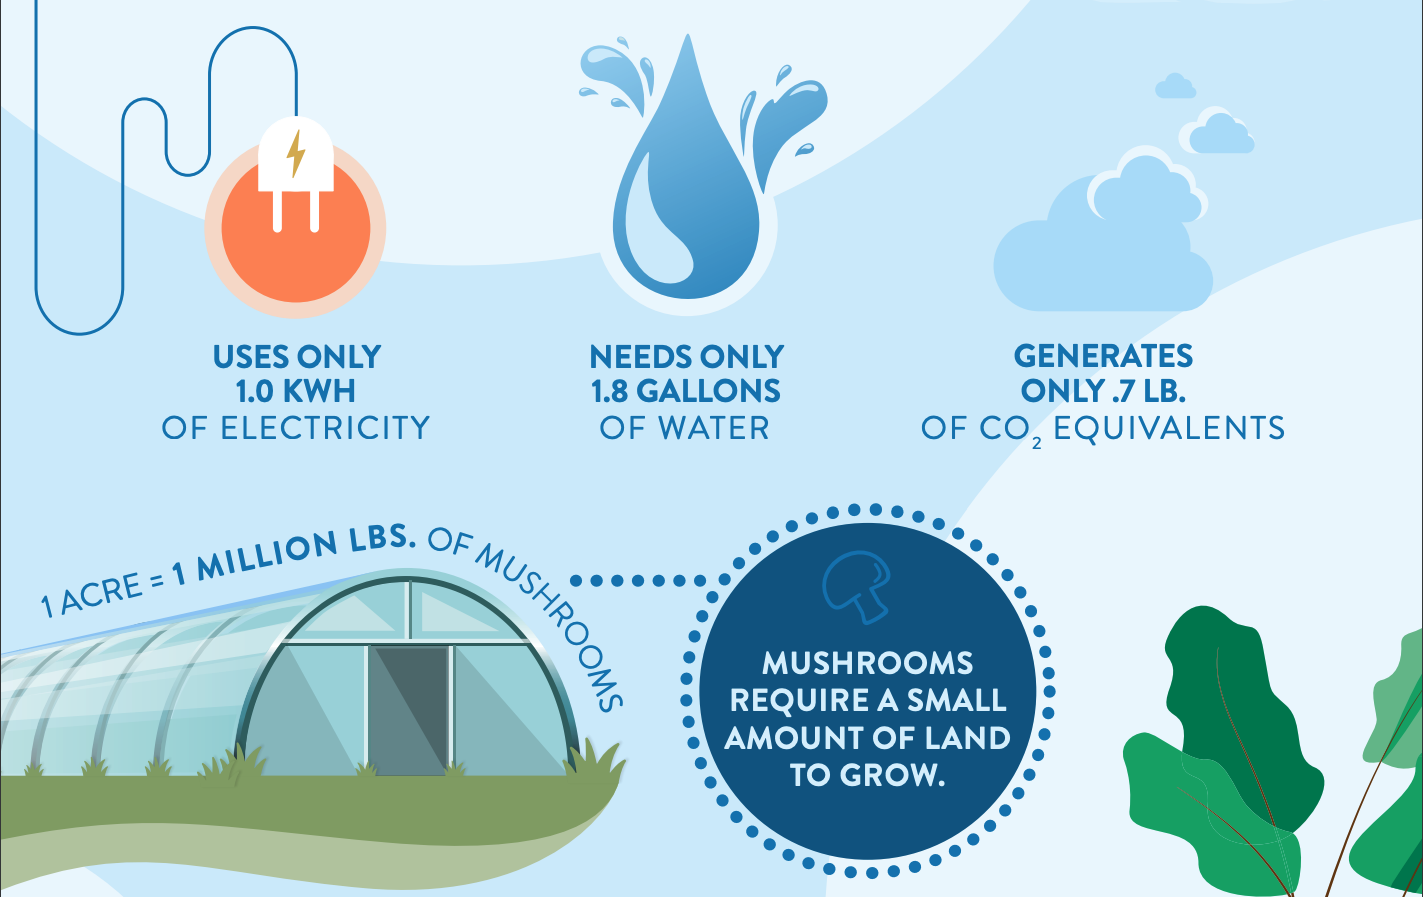 USES ONLY
1.0 KWH
OF ELECTRICITY
NEEDS ONLY
1.8 GALLONS
OF WATER
GENERATES
ONLY .7 LB.
OF CO₂ EQUIVALENTS
1 ACRE = 1 MILLION LBS. OF MUSHROOMS
MUSHROOMS
REQUIRE A SMALL
AMOUNT OF LAND
TO GROW.